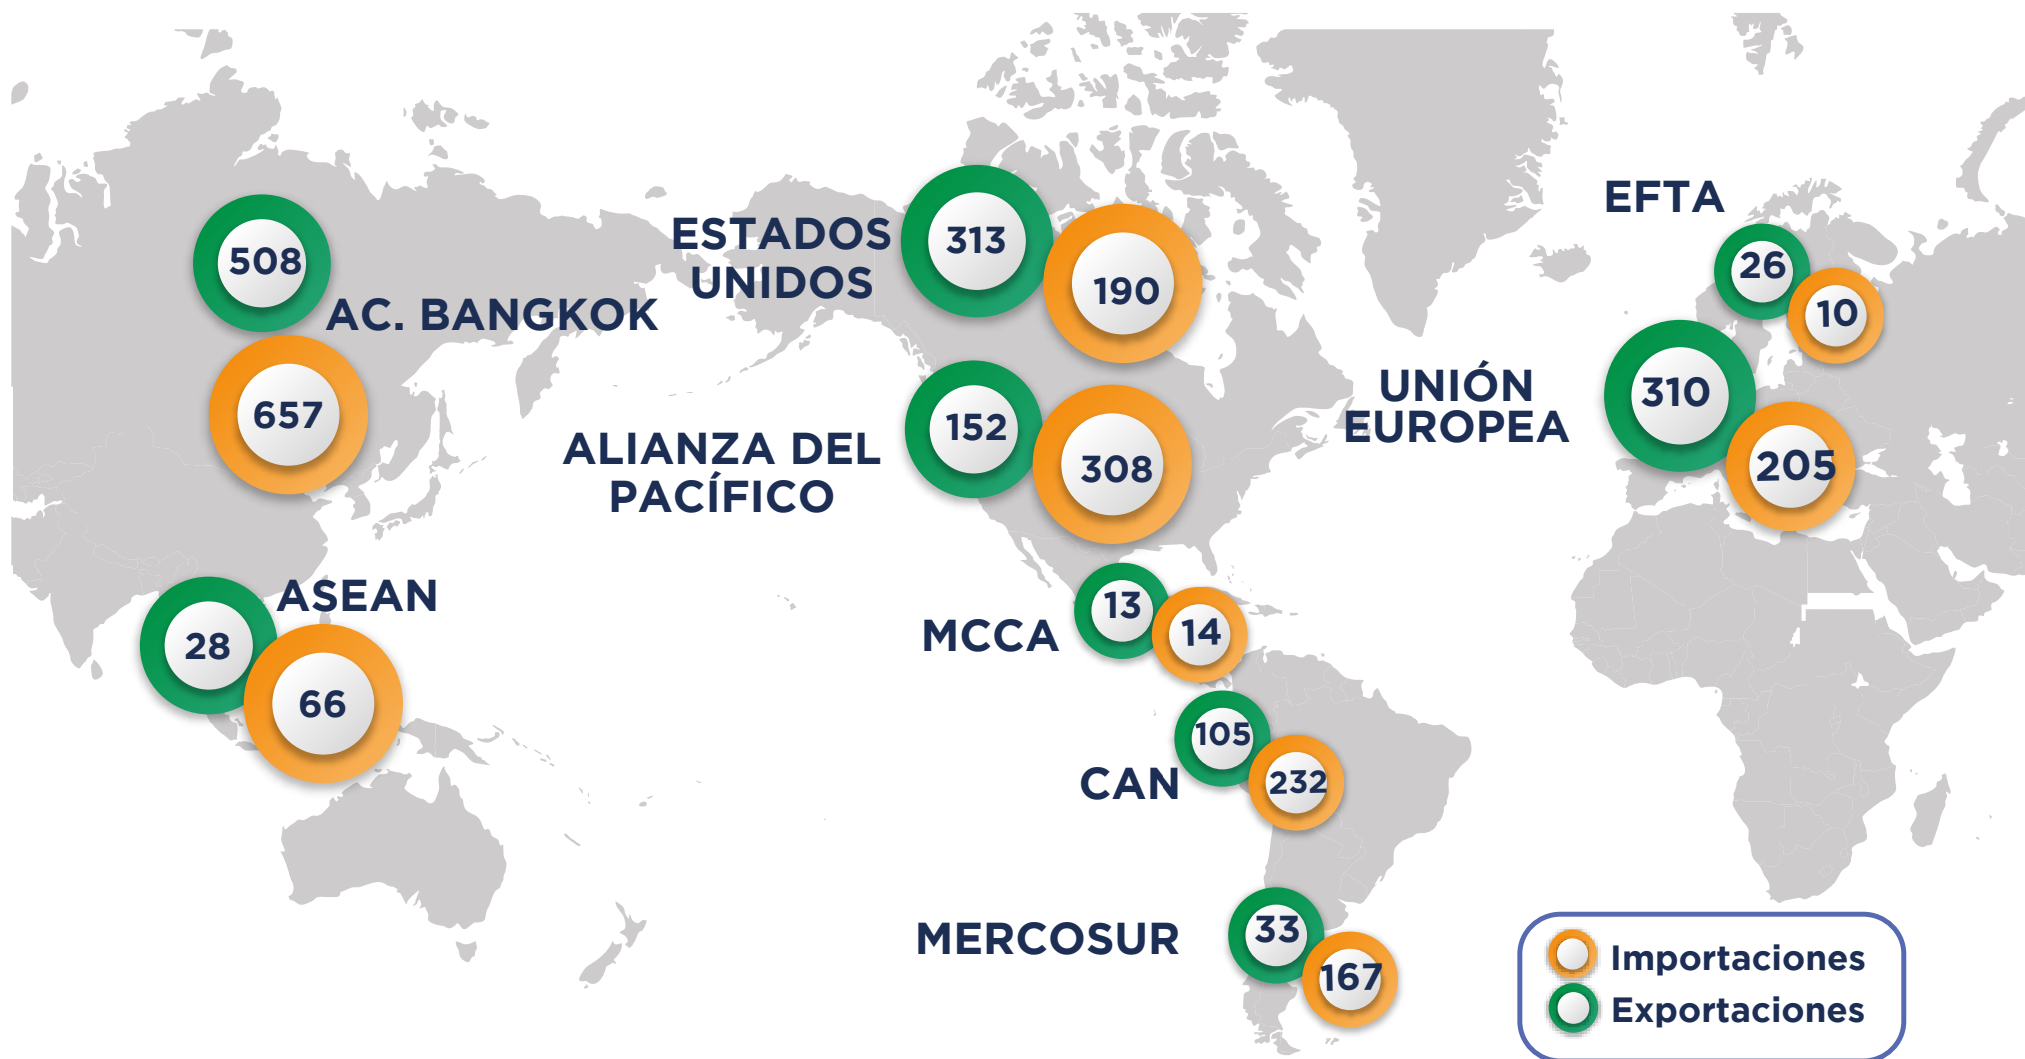 508
AC. BANGKOK
657
ASEAN
28
66
ESTADOS
UNIDOS
313
190
ALIANZA DEL
PACÍFICO
152
308
MCCA
13
14
CAN
105
232
MERCOSUR
33
167
EFTA
26
10
UNIÓN
EUROPEA
310
205
Importaciones
Exportaciones